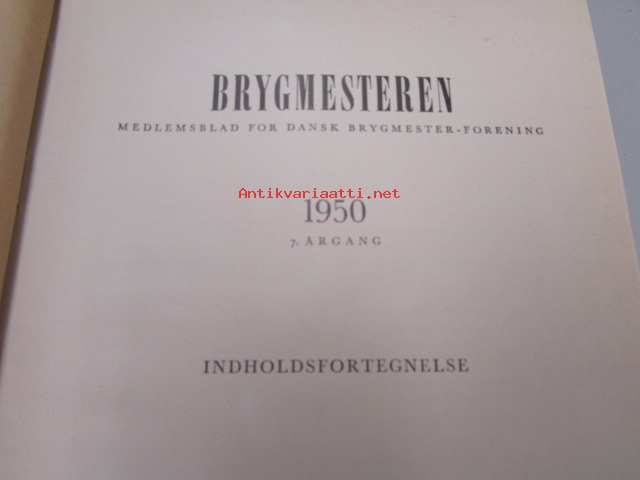 BRYGMESTEREN
MEDLEMSBLAD FOR DANSK BRYGMESTER-FORENING
Antikvariaatti.net
1950
7. ÅRGANG
INDHOLDSFORTEGNELSE